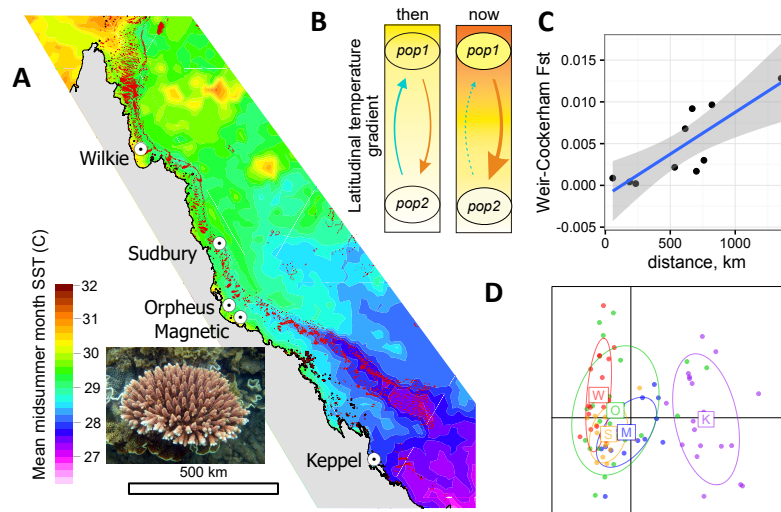 A
Wilkie
Sudbury
Orpheus
Magnetic
Keppel
Mean midsummer month SST (C)
32
31
30
29
28
27
500 km
B
then
now
Latitudinal temperature
gradient
pop1
pop1
pop2
pop2
C
Weir-Cockerham Fst
0.015
0.010
0.005
0.000
-0.005
0
500
1000
distance, km
D
W
O
S
M
K